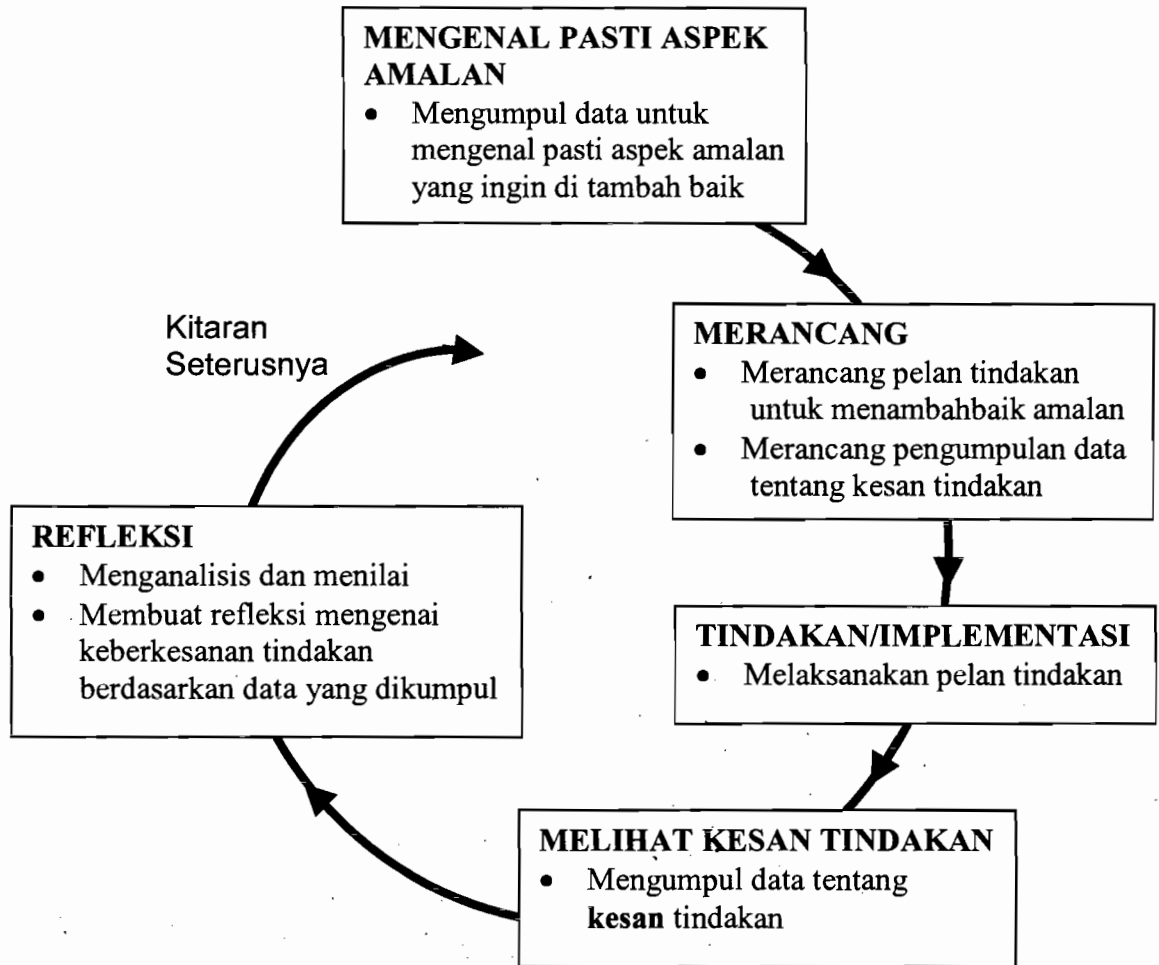 MENGENAL PASTI ASPEK
AMALAN
• Mengumpul data untuk
mengenal pasti aspek amalan
yang ingin di tambah baik
Kitaran
Seterusnya
MERANCANG
• Merancang pelan tindakan
untuk menambahbaik amalan
• Merancang pengumpulan data
tentang kesan tindakan
REFLEKSI
• Menganalisis dan menilai
• Membuat refleksi mengenai
keberkesanan tindakan
berdasarkan data yang dikumpul
TINDAKAN/IMPLEMENTASI
• Melaksanakan pelan tindakan
MELIHAT KESAN TINDAKAN
• Mengumpul data tentang
kesan tindakan